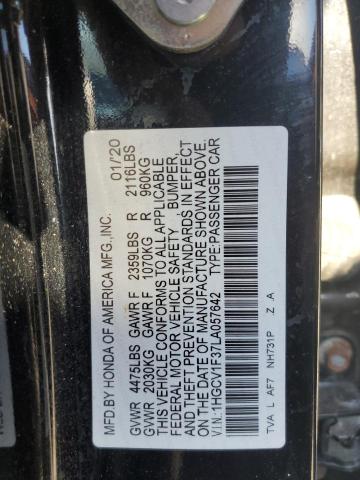 MFD.BY HONDA OF AMERICA MFG.,INC. 01/'20
GVWR 4475LBS GAWR F 2359LBS R 2116LBS
GVWR 2030KG GAWR F 1070KG R 960KG
THIS VEHICLE CONFORMS TO ALL APPLICABLE
FEDERAL MOTOR VEHICLE SAFETY BUMPER,
AND THEFT PREVENTION STANDARDS IN EFFECT
ON THE DATE OF MANUFACTURE SHOWN ABOVE.
V.I.N.:1HGCV1F37LA057642 TYPE:PASSENGER CAR
TVA L AF7 NH731P Z A